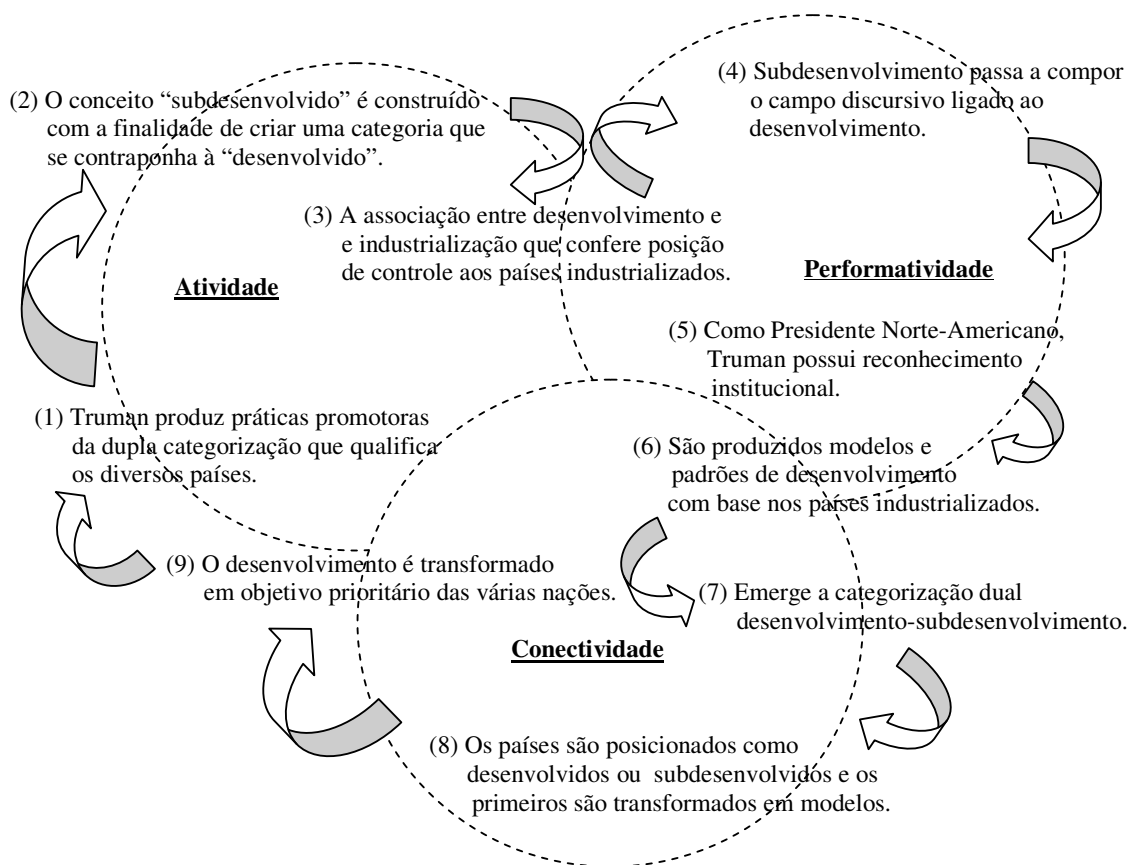 (4) Subdesenvolvimento passa a compor
o campo discursivo ligado ao
desenvolvimento.
(2) O conceito “subdesenvolvido” é construído
com a finalidade de criar uma categoria que
se contraponha à “desenvolvido”.
(3) A associação entre desenvolvimento e
e industrialização que confere posição
de controle aos países industrializados.
Atividade
Performatividade
(5) Como Presidente Norte-Americano,
Truman possui reconhecimento
institucional.
(1) Truman produz práticas promotoras
da dupla categorização que qualifica
os diversos países.
(6) São produzidos modelos e
padrões de desenvolvimento
com base nos países industrializados.
(9) O desenvolvimento é transformado
em objetivo prioritário das várias nações.
(7) Emerge a categorização dual
desenvolvimento-subdesenvolvimento.
Conectividade
(8) Os países são posicionados como
desenvolvidos ou subdesenvolvidos e os
primeiros são transformados em modelos.